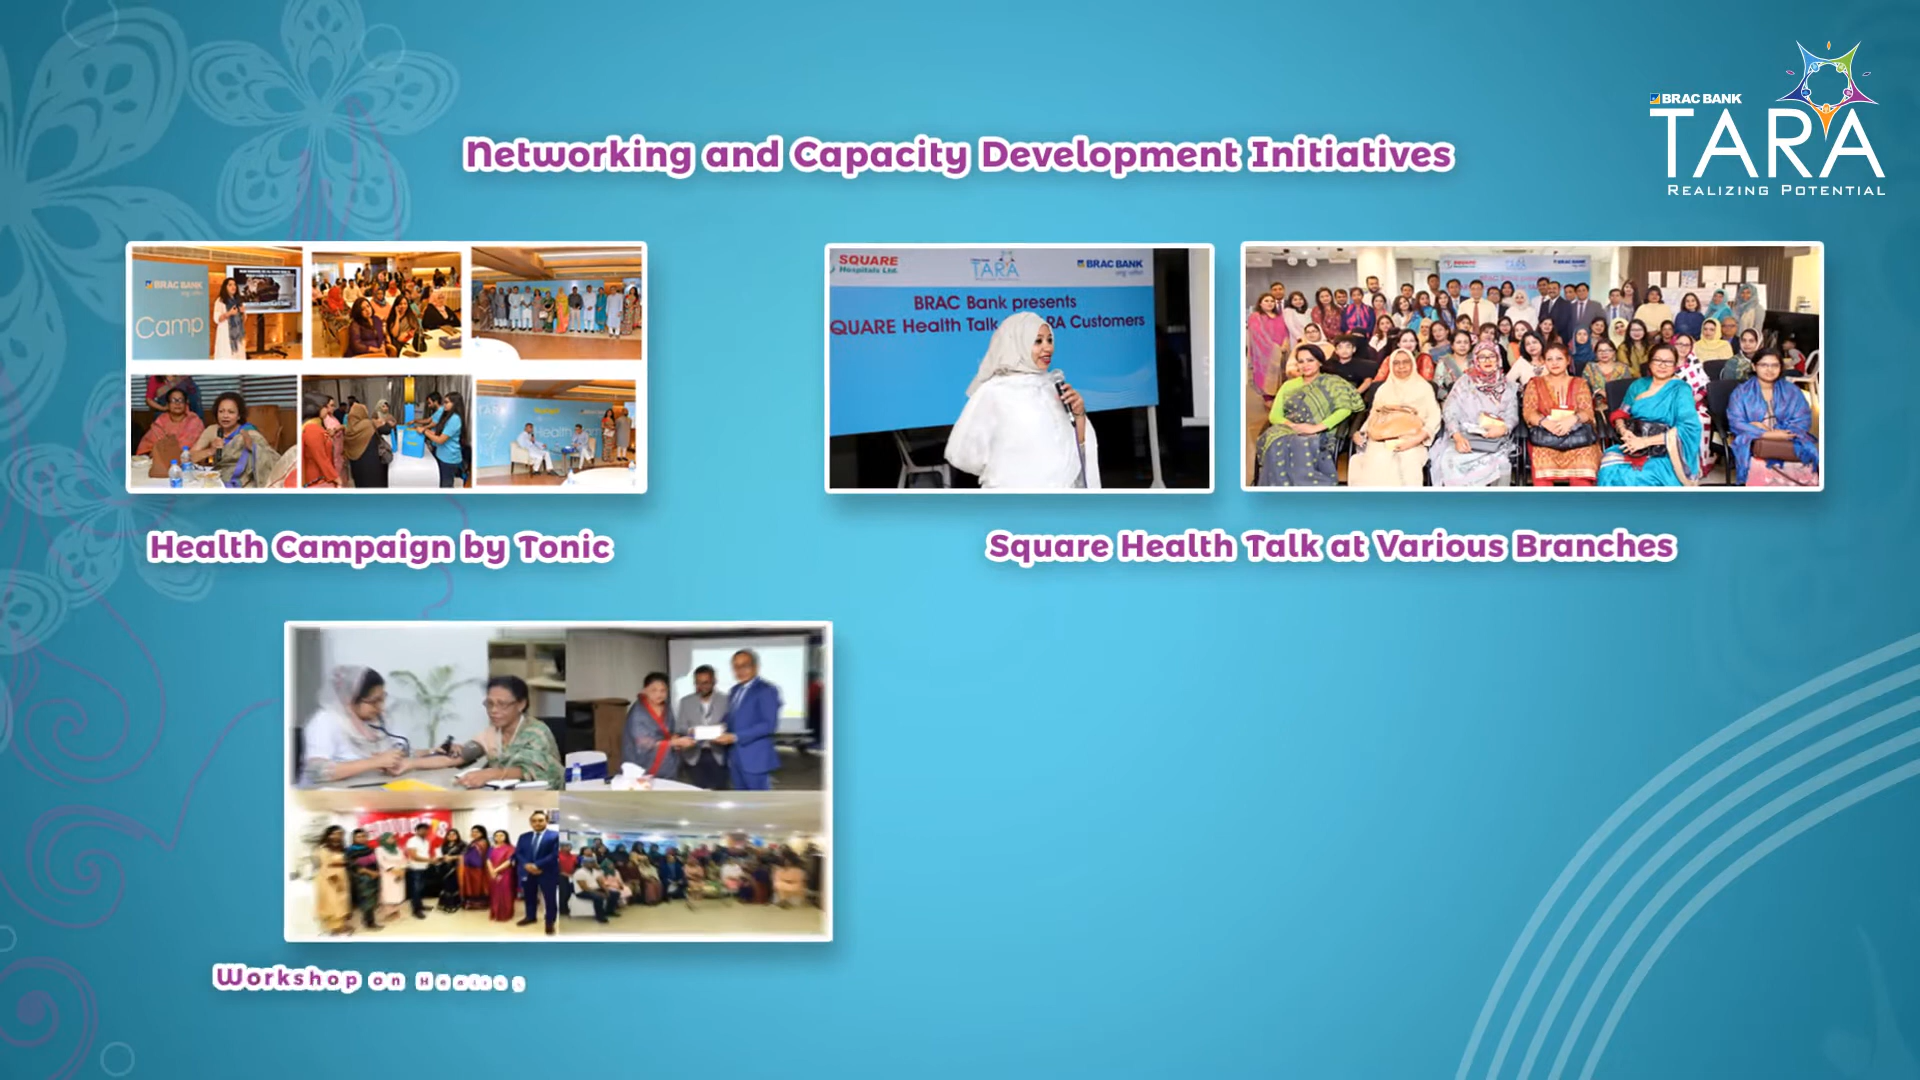 BRAC BANK
TARA
REALIZING POTENTIAL
Networking and Capacity Development Initiatives
BRAC BANK
Camp
SQUARE
Hospitals Ltd.
TARA
BRAC BANK
BRAC Bank presents
QUARE Health Talk RA Customers
Health Campaign by Tonic
Square Health Talk at Various Branches
Workshop on